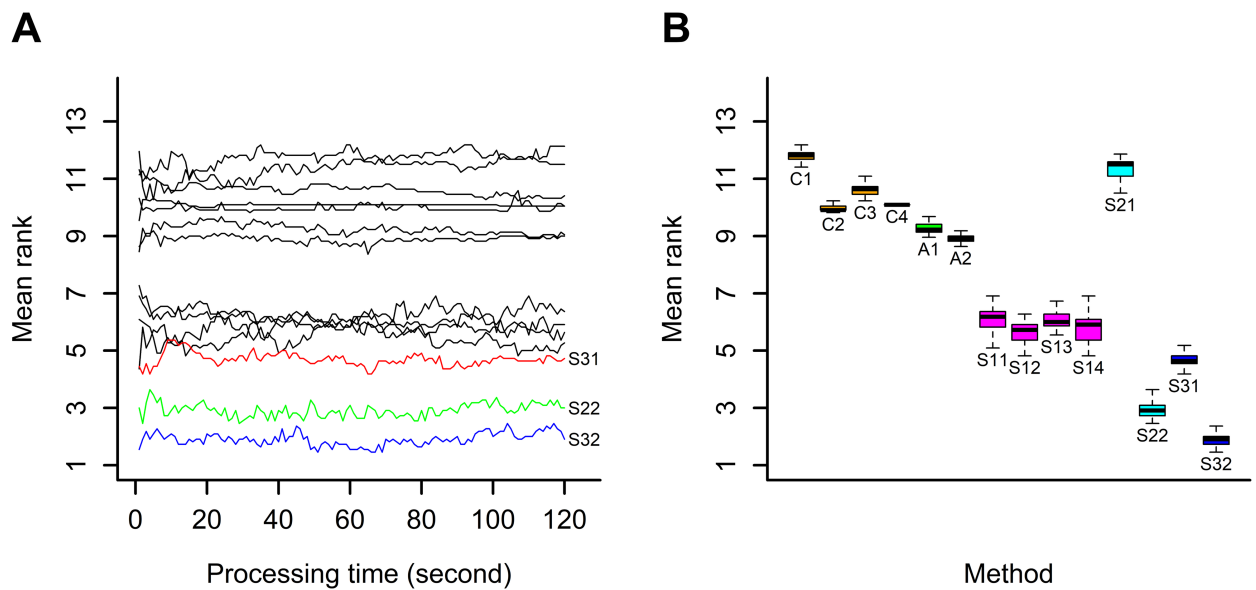 A
Mean rank
13
11
9
7
5
3
1
S31
S22
S32
0 20 40 60 80 100 120
Processing time (second)
B
Mean rank
13
11
9
7
5
3
1
C1
C2
C3
C4
A1
A2
S11
S12
S13
S14
S21
S22
S31
S32
Method